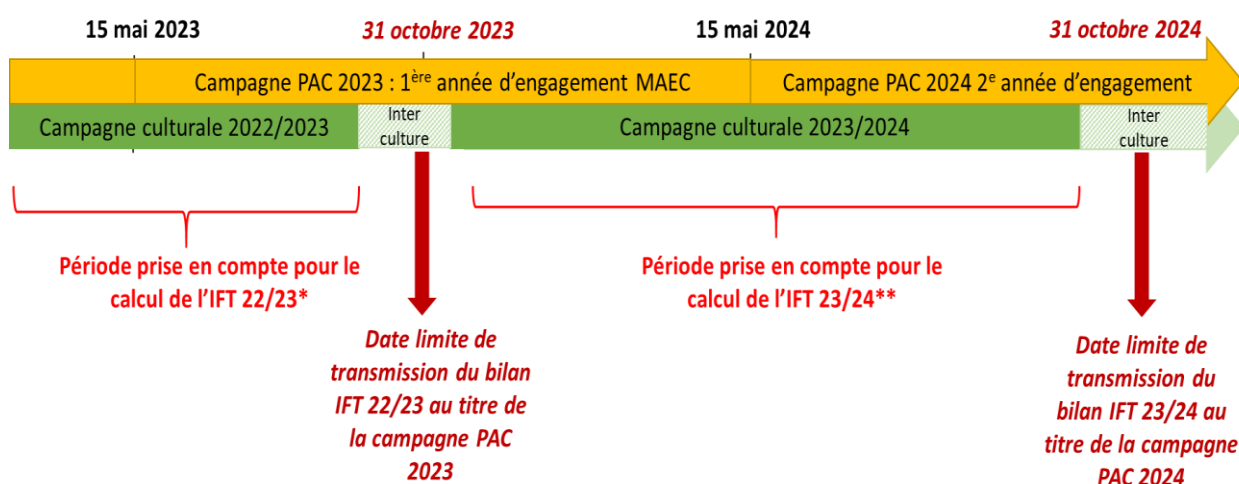 15 mai 2023
31 octobre 2023
15 mai 2024
31 octobre 2024
Campagne PAC 2023 : 1ère année d’engagement MAEC
Campagne PAC 2024 2e année d’engagement
Campagne culturale 2022/2023
Inter
culture
Campagne culturale 2023/2024
Inter
culture
Période prise en compte pour le
calcul de l’IFT 22/23*
Période prise en compte pour le
calcul de l’IFT 23/24**
Date limite de
transmission du bilan
IFT 22/23 au titre de
la campagne PAC
2023
Date limite de
transmission du
bilan IFT 23/24 au
titre de la campagne
PAC 2024